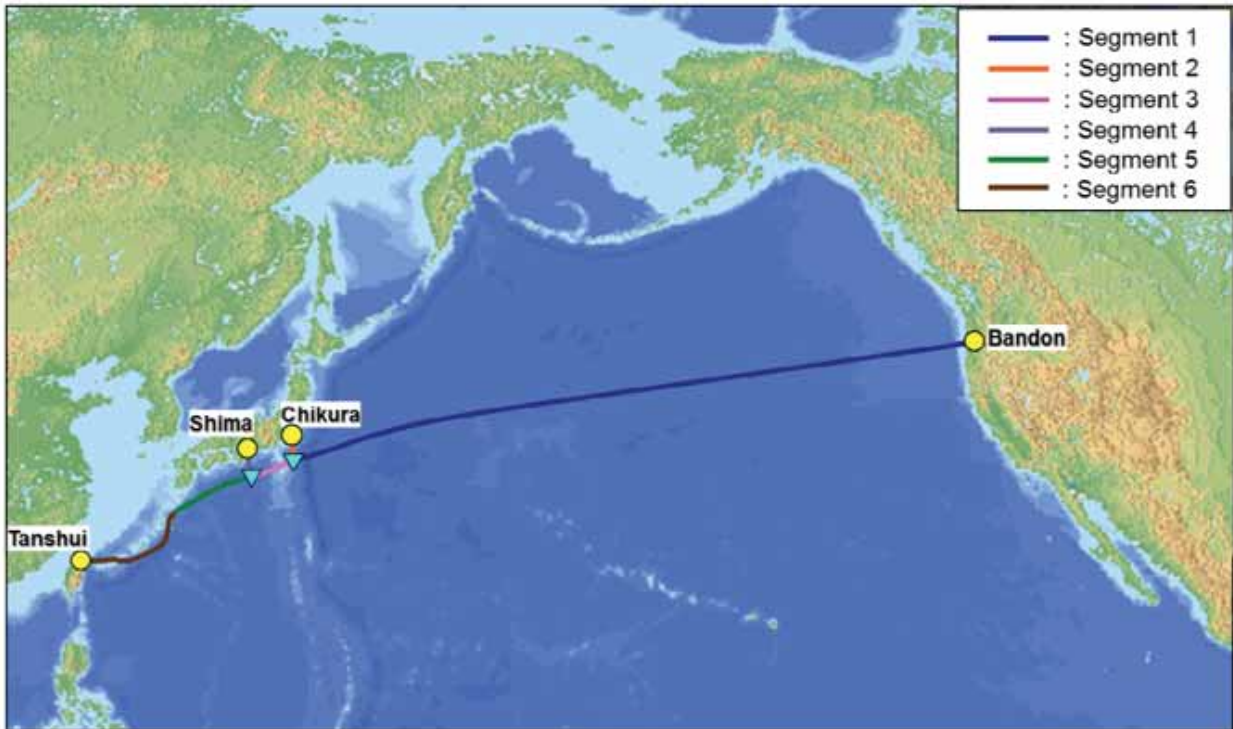 : Segment 1
: Segment 2
: Segment 3
: Segment 4
: Segment 5
: Segment 6
Bandon
Chikura
Shima
Tanshui